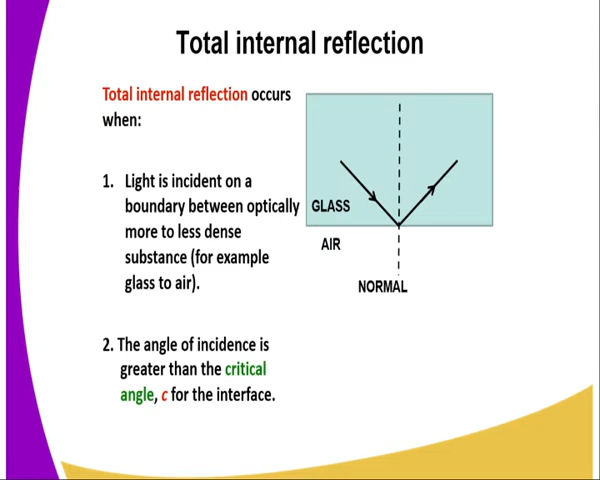 Total internal reflection
Total internal reflection occurs
when:
1. Light is incident on a
boundary between optically
more to less dense
substance (for example
glass to air).
2. The angle of incidence is
greater than the critical
angle, c for the interface.
GLASS
AIR
NORMAL